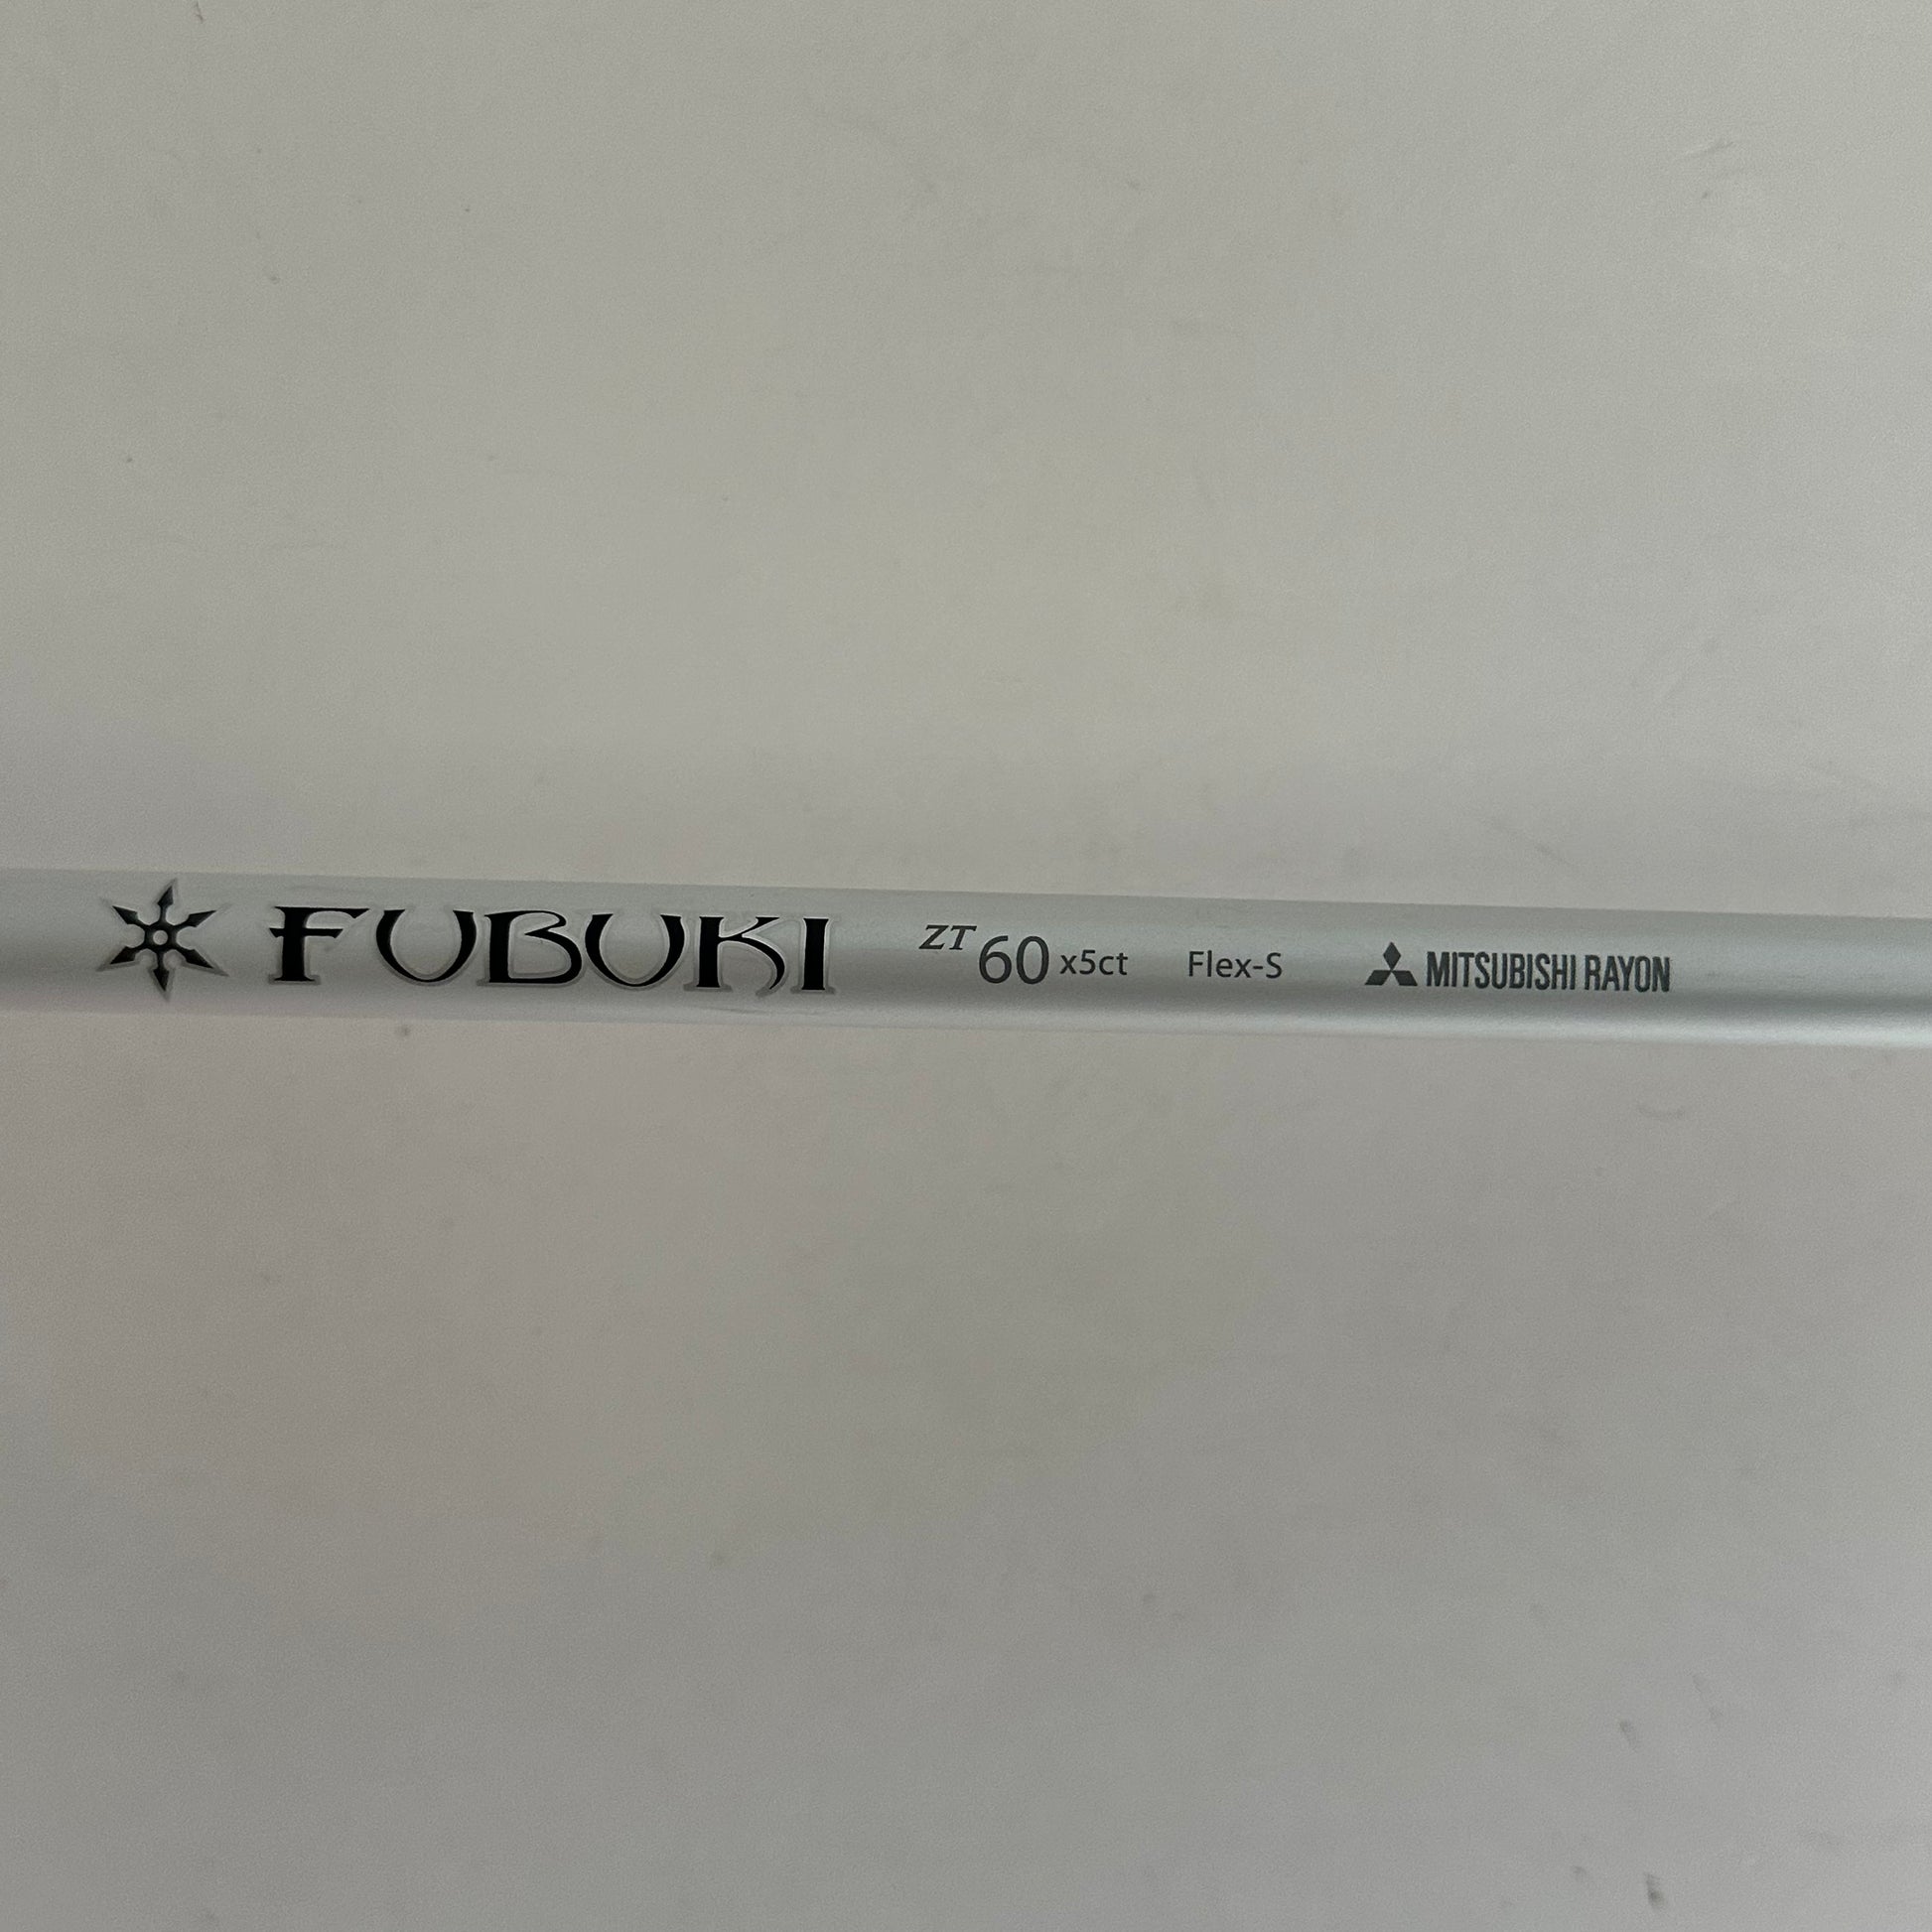 FUBUKI ZT 60 x5ct Flex-S MITSUBISHI RAYON